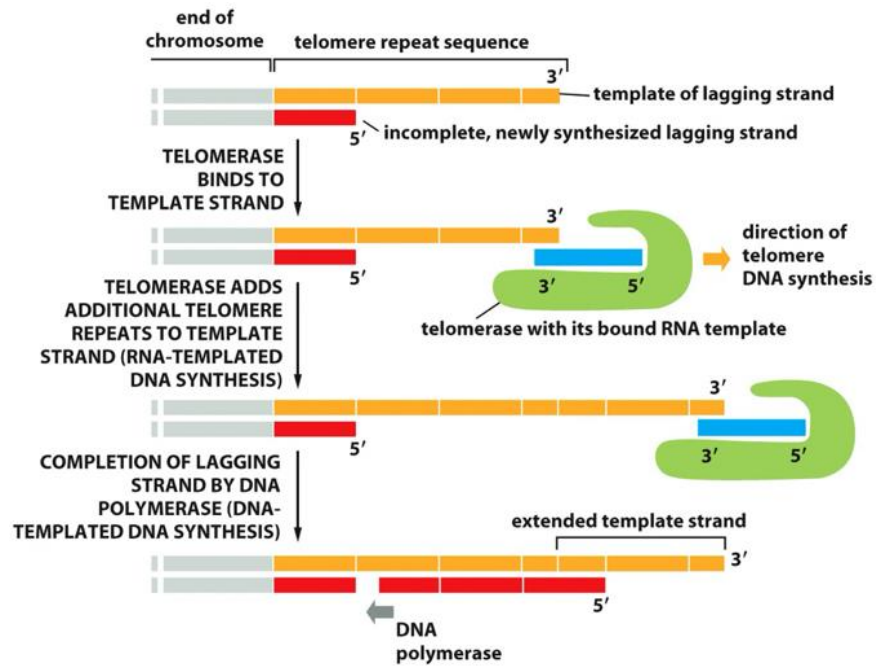 end of
chromosome
telomere repeat sequence
3′
template of lagging strand
incomplete, newly synthesized lagging strand
5′
TELOMERASE
BINDS TO
TEMPLATE STRAND
3′
5′
3′ 5′
direction of
telomere
DNA synthesis
telomerase with its bound RNA template
TELOMERASE ADDS
ADDITIONAL TELOMERE
REPEATS TO TEMPLATE
STRAND (RNA-TEMPLATED
DNA SYNTHESIS)
3′
5′
3′ 5′
COMPLETION OF LAGGING
STRAND BY DNA
POLYMERASE (DNA-
TEMPLATED DNA SYNTHESIS)
extended template strand
3′
5′
DNA
polymerase